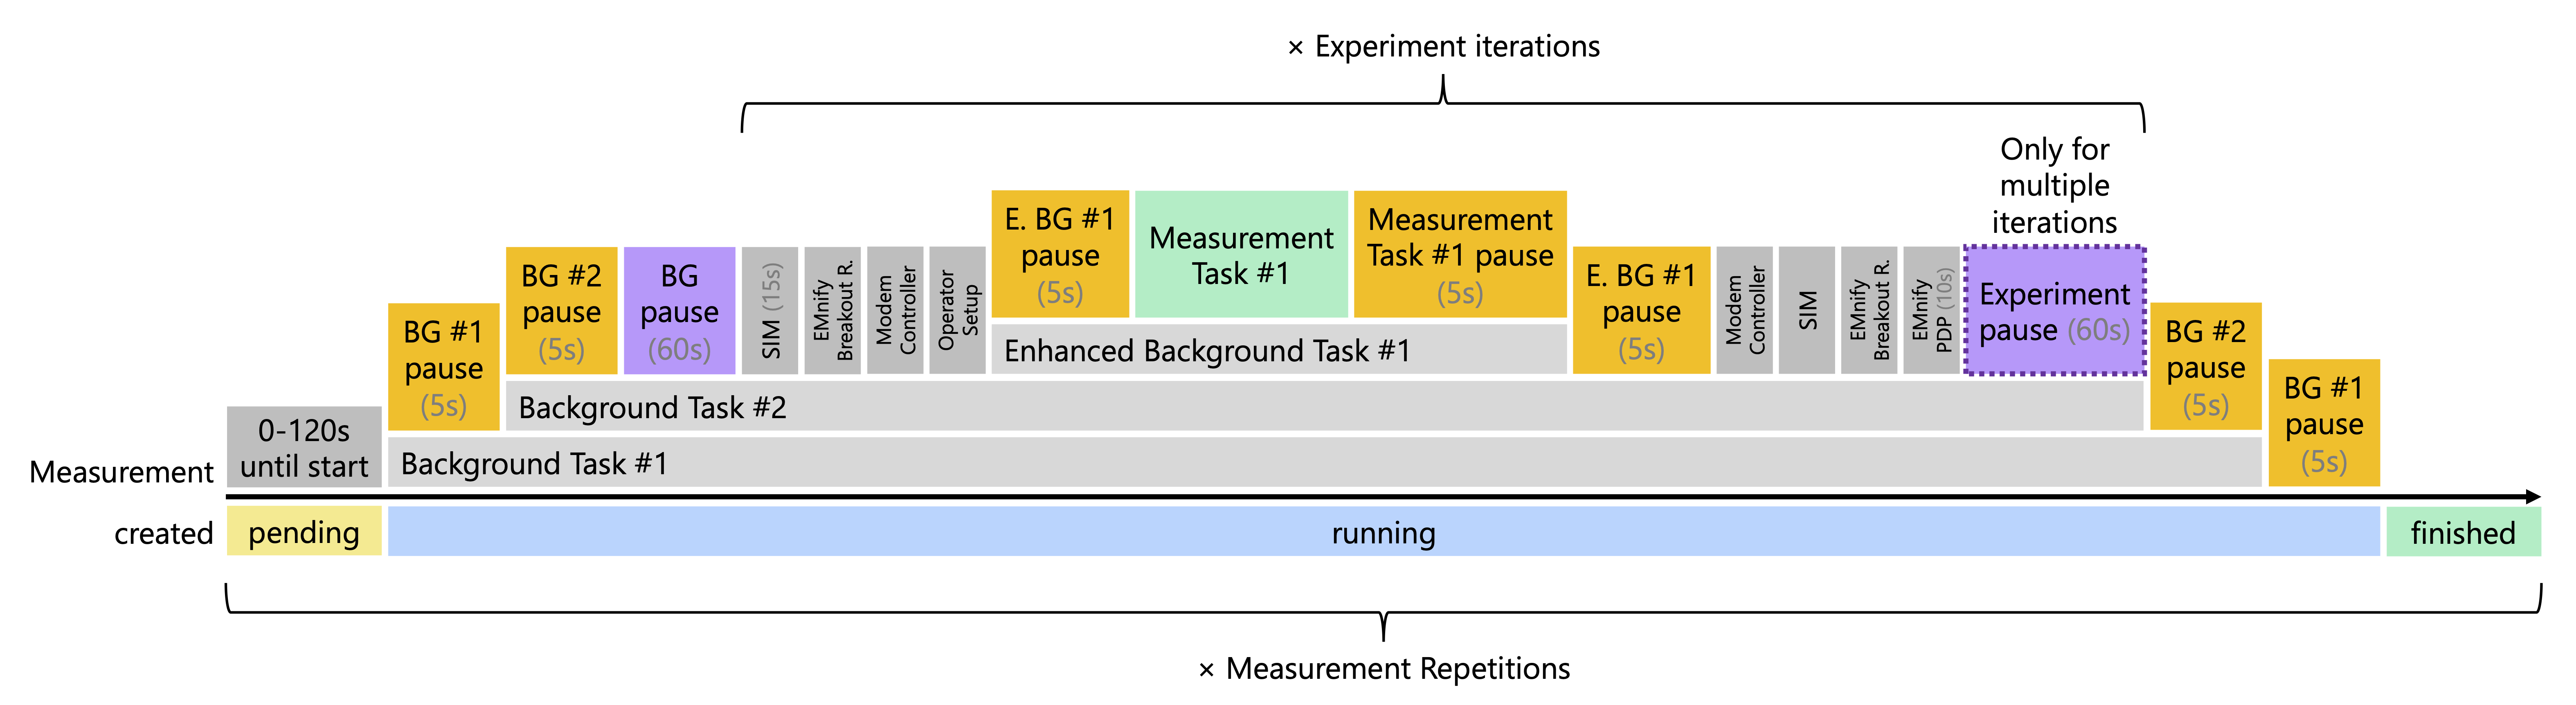 × Experiment iterations
Only for
multiple
iterations
E. BG #1
pause
(5s)
Measurement
Task #1
Measurement
Task #1 pause
(5s)
BG #2
pause
(5s)
BG
pause
(60s)
SIM (15s)
EMnify
Breakout R.
Modem
Controller
Operator
Setup
E. BG #1
pause
(5s)
Modem
Controller
SIM
EMnify
Breakout R.
EMnify
PDP (10s)
Experiment
pause (60s)
Enhanced Background Task #1
BG #1
pause
(5s)
BG #2
pause
(5s)
Background Task #2
BG #1
pause
(5s)
0-120s
until start
Background Task #1
Measurement
created
pending
running
finished
× Measurement Repetitions